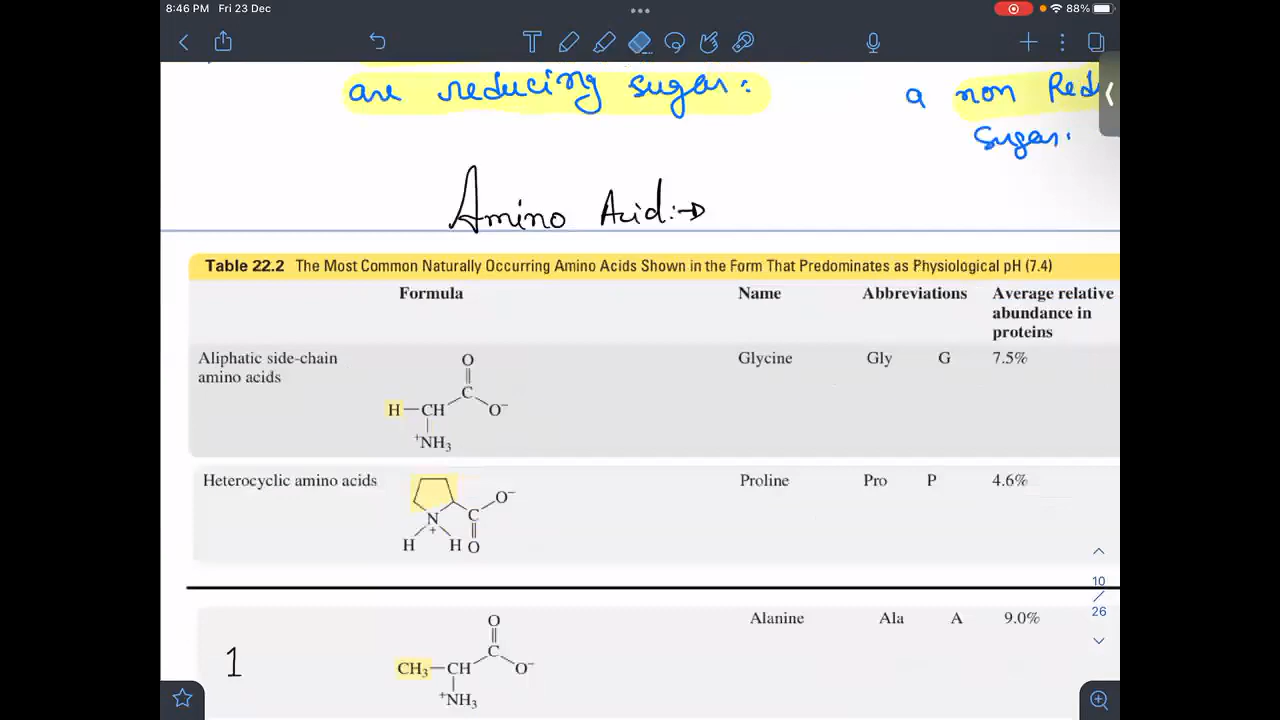 8:46 PM Fri 23 Dec
88%
are reducing sugar:
a non Red
sugar.
Amino Acid:→
Table 22.2 The Most Common Naturally Occurring Amino Acids Shown in the Form That Predominates as Physiological pH (7.4)
Formula Name Abbreviations Average relative
abundance in
proteins
Aliphatic side-chain
amino acids
O
C
H—CH O⁻
⁺NH₃
Glycine Gly G 7.5%
Heterocyclic amino acids
O⁻
C
N
+
H H O
Proline Pro P 4.6%
10
/
26
1
O
C
CH₃—CH O⁻
⁺NH₃
Alanine Ala A 9.0%